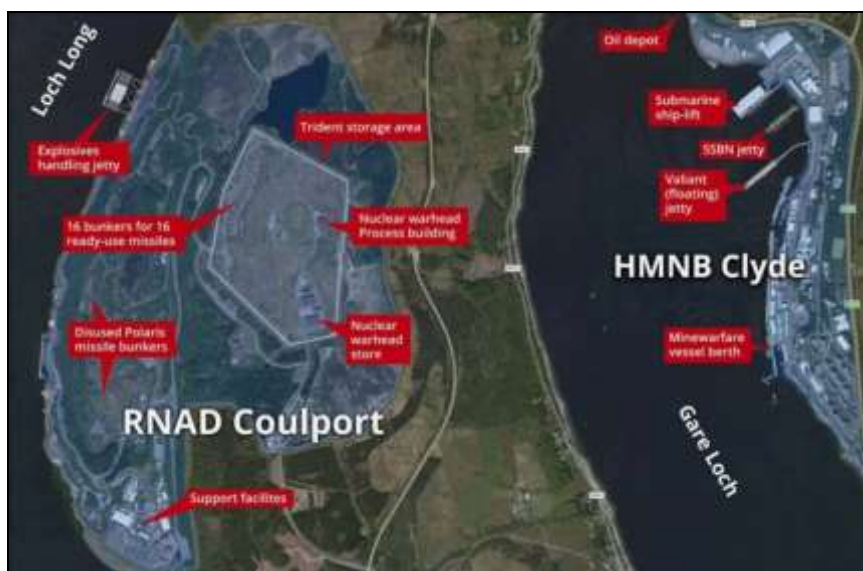 Loch Long
Explosives
handling jetty
Trident storage area
16 bunkers for 16
ready-use missiles
Nuclear warhead
Process building
Disused Polaris
missile bunkers
Nuclear
warhead
store
RNAD Coulport
Support facilites
Oil depot
Submarine
ship-lift
SSBN jetty
Valiant
(floating)
jetty
HMNB Clyde
Minewarfare
vessel berth
Gare Loch